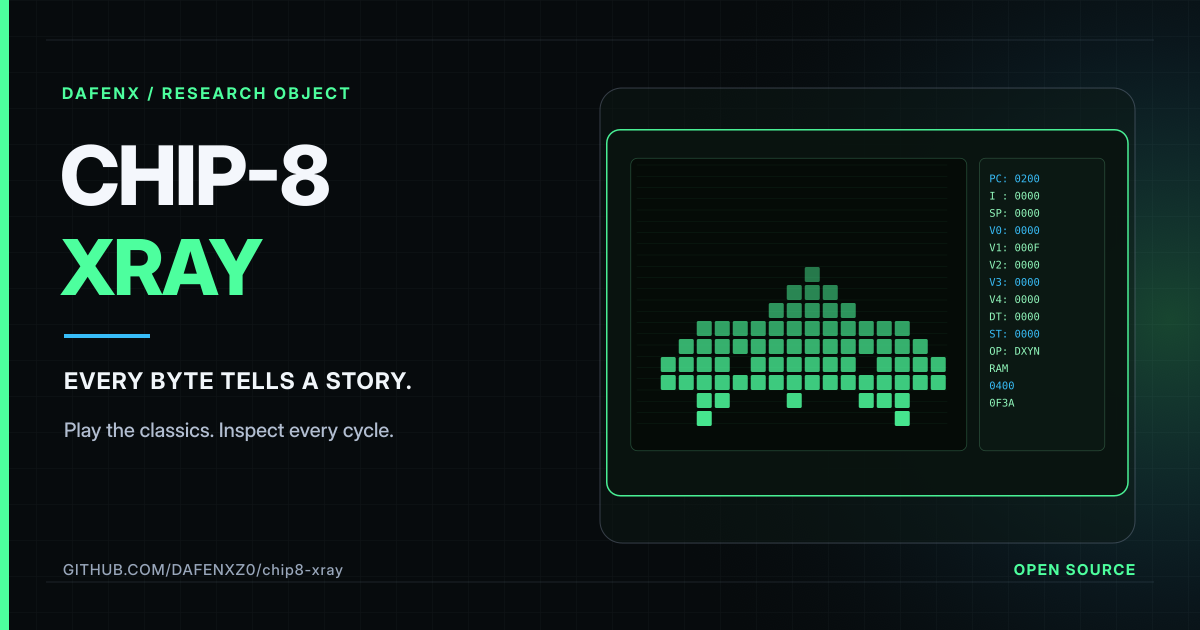 DAFENX / RESEARCH OBJECT
CHIP-8
XRAY
EVERY BYTE TELLS A STORY.
Play the classics. Inspect every cycle.
PC: 0200
I : 0000
SP: 0000
V0: 0000
V1: 000F
V2: 0000
V3: 0000
V4: 0000
DT: 0000
ST: 0000
OP: DXYN
RAM
0400
0F3A
GITHUB.COM/DAFENXZ0/chip8-xray
OPEN SOURCE